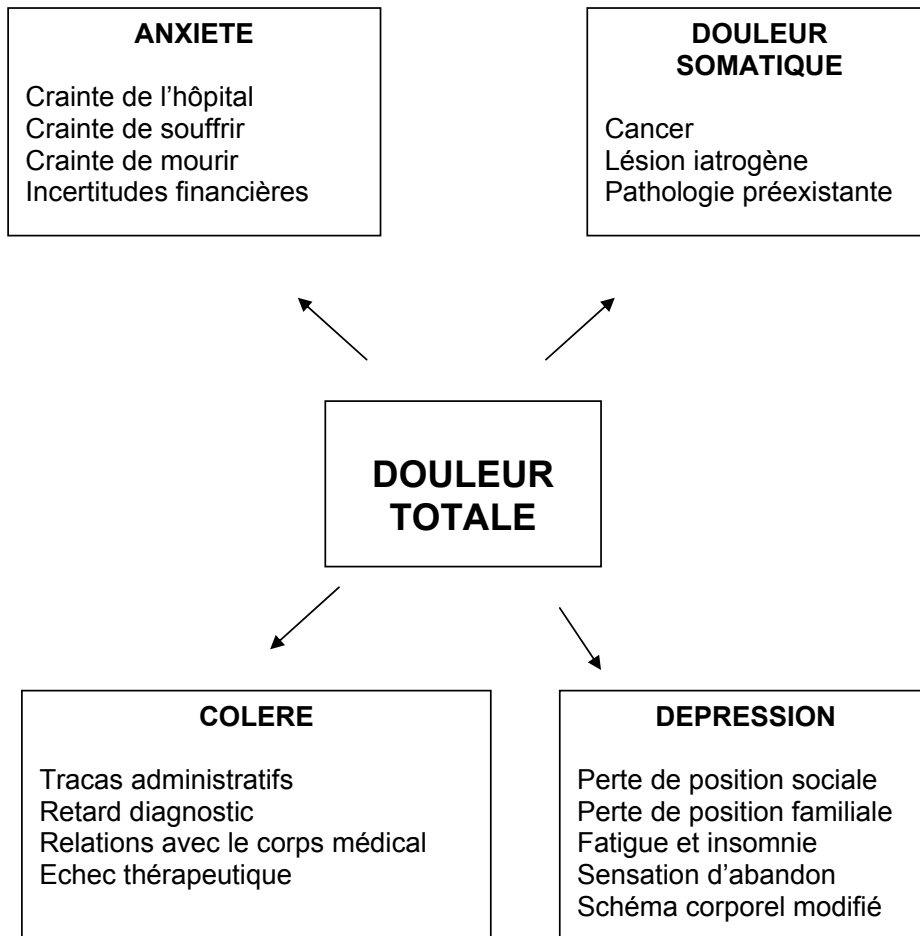 ANXIETE
Crainte de l’hôpital
Crainte de souffrir
Crainte de mourir
Incertitudes financières
DOULEUR
SOMATIQUE
Cancer
Lésion iatrogène
Pathologie préexistante
DOULEUR
TOTALE
COLERE
Tracas administratifs
Retard diagnostic
Relations avec le corps médical
Echec thérapeutique
DEPRESSION
Perte de position sociale
Perte de position familiale
Fatigue et insomnie
Sensation d’abandon
Schéma corporel modifié